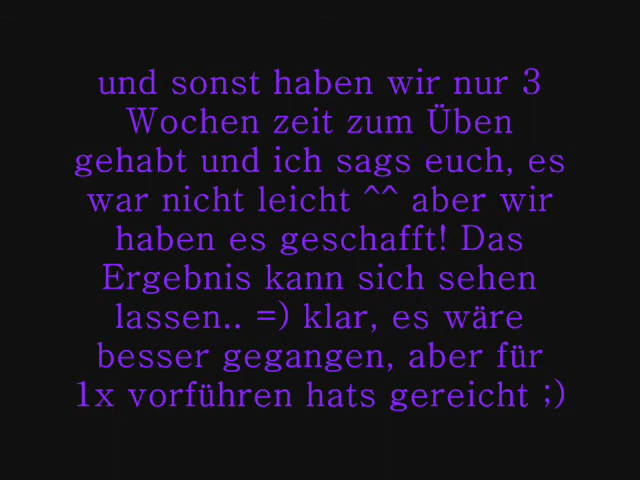 und sonst haben wir nur 3
Wochen zeit zum Üben
gehabt und ich sags euch, es
war nicht leicht ^^ aber wir
haben es geschafft! Das
Ergebnis kann sich sehen
lassen.. =) klar, es wäre
besser gegangen, aber für
1x vorführen hats gereicht ;)